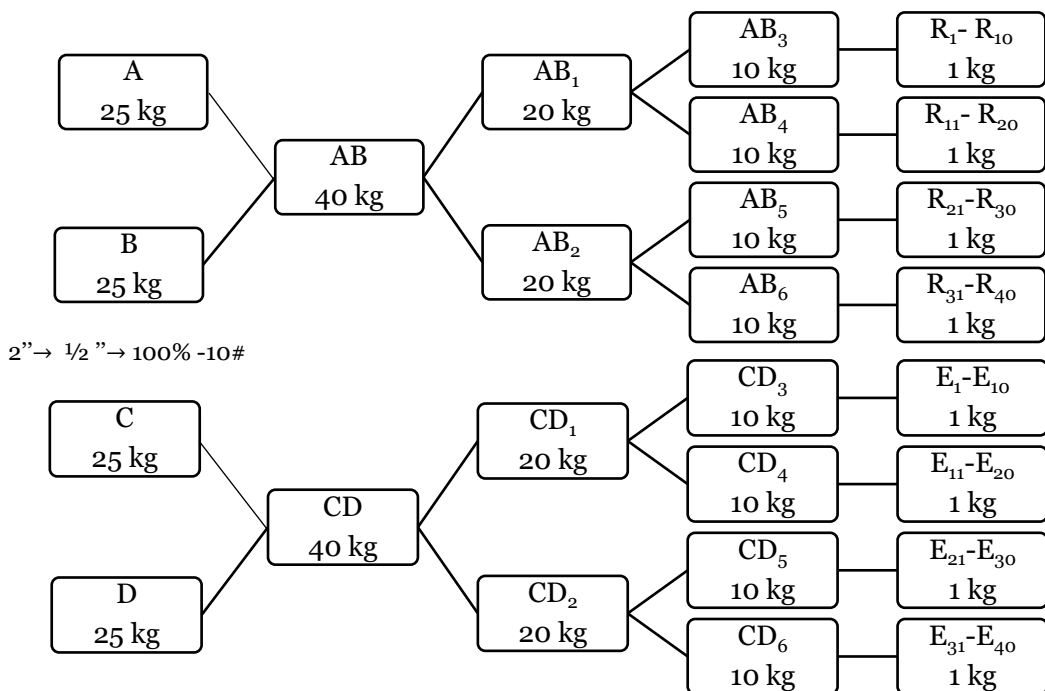 A
25 kg
B
25 kg
AB
40 kg
AB₁
20 kg
AB₂
20 kg
AB₃
10 kg
AB₄
10 kg
AB₅
10 kg
AB₆
10 kg
R₁- R₁₀
1 kg
R₁₁- R₂₀
1 kg
R₂₁-R₃₀
1 kg
R₃₁-R₄₀
1 kg
2”→ ½ ”→ 100% -10#
C
25 kg
D
25 kg
CD
40 kg
CD₁
20 kg
CD₂
20 kg
CD₃
10 kg
CD₄
10 kg
CD₅
10 kg
CD₆
10 kg
E₁-E₁₀
1 kg
E₁₁-E₂₀
1 kg
E₂₁-E₃₀
1 kg
E₃₁-E₄₀
1 kg